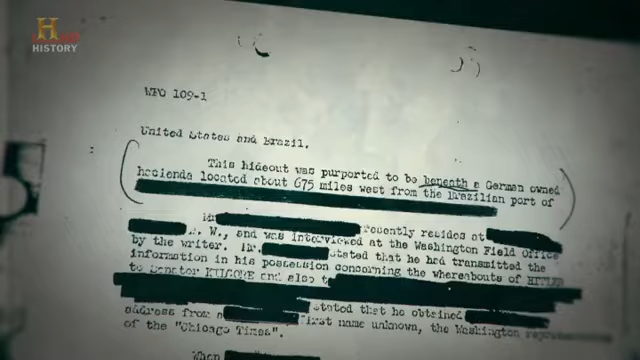 H
HISTORY
WFO 109-1
United States and Brazil.
This hideout was purported to be beneath a German owned
hacienda located about 675 miles west from the Brazilian port of
recently resides at
N. W., and was interviewed at the Washington Field Office
by the writer. Mr. stated that he had transmitted the
information in his possession concerning the whereabouts of HITLER
to Senator KILGORE and also
stated that he obtained
address from a first name unknown, the Washington
of the "Chicago Times".
When